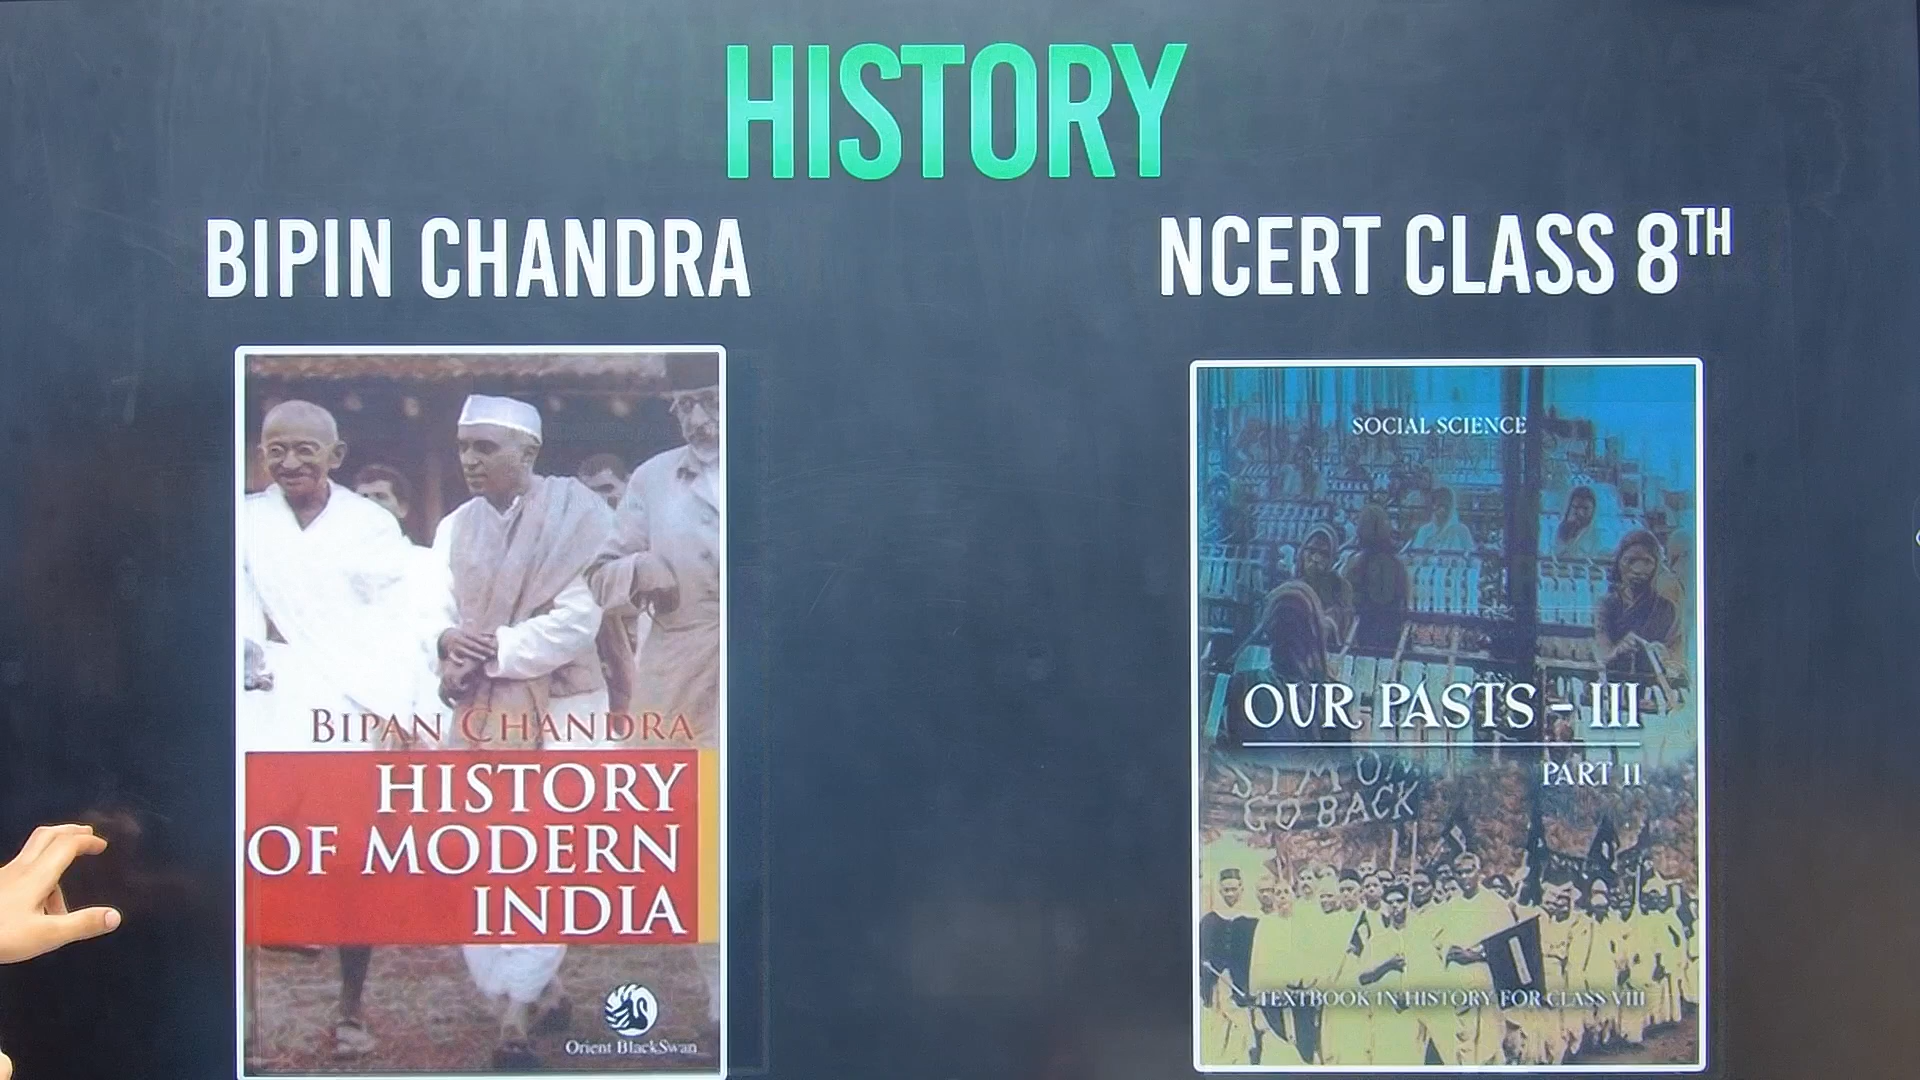 HISTORY
BIPIN CHANDRA
NCERT CLASS 8TH
BIPAN CHANDRA
HISTORY
OF MODERN
INDIA
Orient BlackSwan
SOCIAL SCIENCE
OUR PASTS – III
PART II
SIMON
GO BACK
TEXTBOOK IN HISTORY FOR CLASS VIII